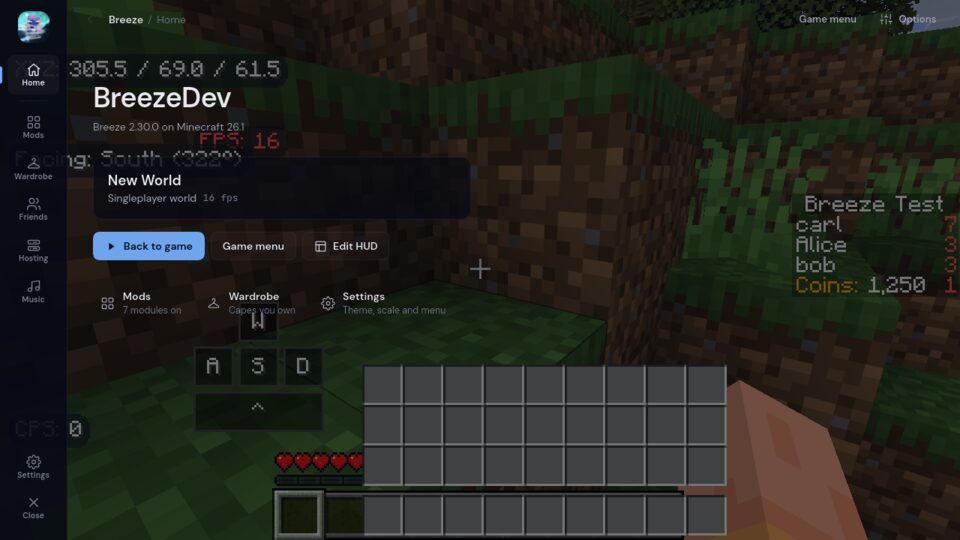 Breeze / Home
Game menu
Options
Home
XYZ: 305.5 / 69.0 / 61.5
BreezeDev
Breeze 2.30.0 on Minecraft 26.1
Mods
FPS: 16
Facing: South (322°)
Wardrobe
New World
Singleplayer world 16 fps
Friends
Breeze Test
carl 7
Alice 3
bob 3
Coins: 1,250 1
Back to game
Game menu
Edit HUD
Hosting
Music
Mods
7 modules on
Wardrobe
Capes you own
Settings
Theme, scale and menu
W
A S D
^
CPS: 0
Settings
Close